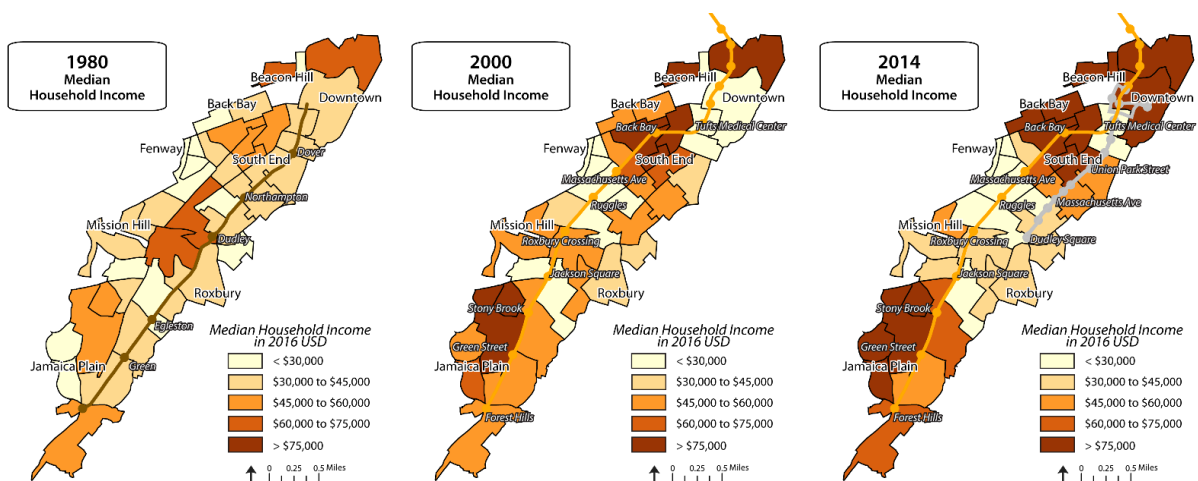 1980
Median
Household Income
Beacon Hill
Downtown
Back Bay
Fenway
Dover
South End
Northampton
Mission Hill
Dudley
Roxbury
Egleston
Jamaica Plain
Green
Median Household Income
in 2016 USD
< $30,000
$30,000 to $45,000
$45,000 to $60,000
$60,000 to $75,000
> $75,000
0 0.25 0.5 Miles
2000
Median
Household Income
Beacon Hill
Downtown
Back Bay
Back Bay
Tufts Medical Center
Fenway
South End
Massachusetts Ave
Ruggles
Mission Hill
Roxbury Crossing
Jackson Square
Roxbury
Stony Brook
Green Street
Jamaica Plain
Forest Hills
Median Household Income
in 2016 USD
< $30,000
$30,000 to $45,000
$45,000 to $60,000
$60,000 to $75,000
> $75,000
0 0.25 0.5 Miles
2014
Median
Household Income
Beacon Hill
Downtown
Back Bay
Back Bay
Tufts Medical Center
Fenway
South End
Union Park Street
Massachusetts Ave
Massachusetts Ave
Ruggles
Mission Hill
Roxbury Crossing
Dudley Square
Jackson Square
Roxbury
Stony Brook
Green Street
Jamaica Plain
Forest Hills
Median Household Income
in 2016 USD
< $30,000
$30,000 to $45,000
$45,000 to $60,000
$60,000 to $75,000
> $75,000
0 0.25 0.5 Miles